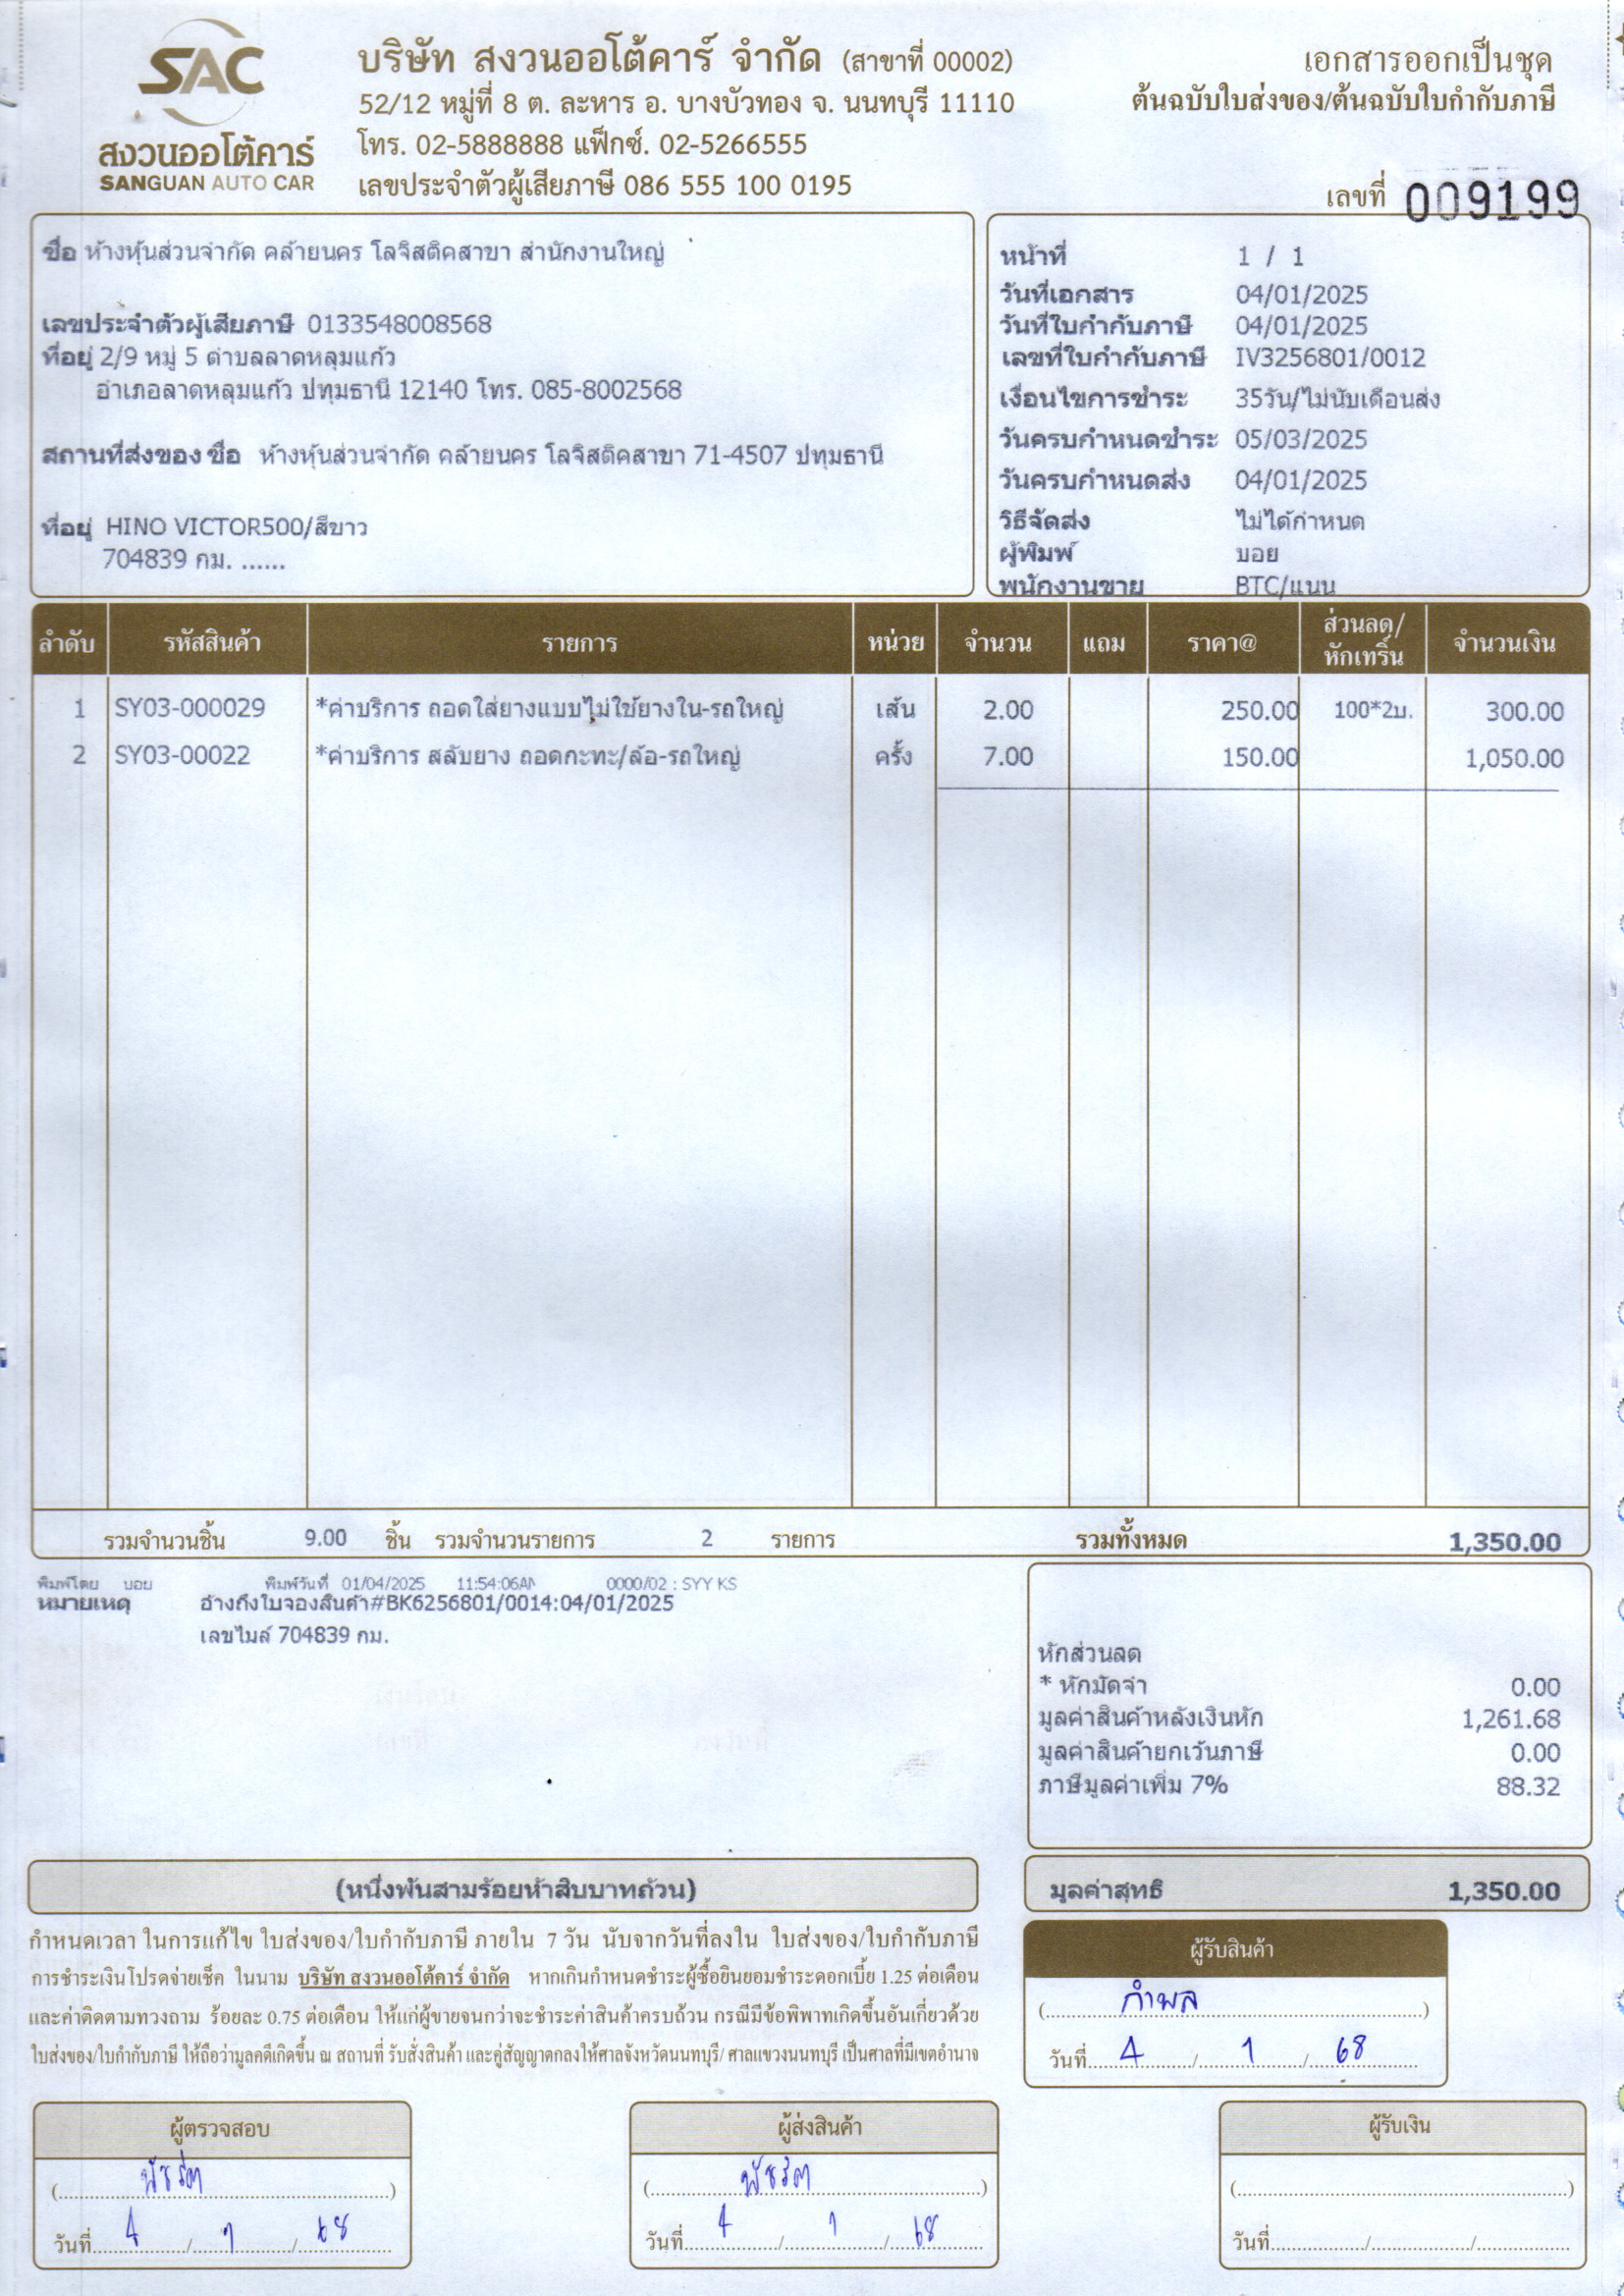 SAC
สงวนออโต้คาร์
SANGUAN AUTO CAR
บริษัท สงวนออโต้คาร์ จำกัด (สาขาที่ 00002)
52/12 หมู่ที่ 8 ต. ละหาร อ. บางบัวทอง จ. นนทบุรี 11110
โทร. 02-5888888 แฟ็กซ์. 02-5266555
เลขประจำตัวผู้เสียภาษี 086 555 100 0195
เอกสารออกเป็นชุด
ต้นฉบับใบส่งของ/ต้นฉบับใบกำกับภาษี
เลขที่ 009199
ชื่อ ห้างหุ้นส่วนจำกัด คล้ายนคร โลจิสติคสาขา สำนักงานใหญ่
เลขประจำตัวผู้เสียภาษี 0133548008568
ที่อยู่ 2/9 หมู่ 5 ตำบลลาดหลุมแก้ว
อำเภอลาดหลุมแก้ว ปทุมธานี 12140 โทร. 085-8002568
สถานที่ส่งของ ชื่อ ห้างหุ้นส่วนจำกัด คล้ายนคร โลจิสติคสาขา 71-4507 ปทุมธานี
ที่อยู่ HINO VICTOR500/สีขาว
704839 กม. ......
หน้าที่ 1 / 1
วันที่เอกสาร 04/01/2025
วันที่ใบกำกับภาษี 04/01/2025
เลขที่ใบกำกับภาษี IV3256801/0012
เงื่อนไขการชำระ 35วัน/ไม่นับเดือนส่ง
วันครบกำหนดชำระ 05/03/2025
วันครบกำหนดส่ง 04/01/2025
วิธีจัดส่ง ไม่ได้กำหนด
ผู้พิมพ์ บอย
พนักงานขาย BTC/แนน
ลำดับ รหัสสินค้า รายการ หน่วย จำนวน แถม ราคา@ ส่วนลด/หักเทริ์น จำนวนเงิน
1 SY03-000029 *ค่าบริการ ถอดใส่ยางแบบไม่ใช้ยางใน-รถใหญ่ เส้น 2.00 250.00 100*2บ. 300.00
2 SY03-00022 *ค่าบริการ สลับยาง ถอดกะทะ/ล้อ-รถใหญ่ ครั้ง 7.00 150.00 1,050.00
รวมจำนวนชิ้น 9.00 ชิ้น รวมจำนวนรายการ 2 รายการ รวมทั้งหมด 1,350.00
พิมพ์โดย บอย พิมพ์วันที่ 01/04/2025 11:54:06AM 0000/02 : SYY KS
หมายเหตุ อ้างถึงใบจองสินค้า#BK6256801/0014:04/01/2025
เลขไมล์ 704839 กม.
หักส่วนลด
* หักมัดจำ 0.00
มูลค่าสินค้าหลังเงินหัก 1,261.68
มูลค่าสินค้ายกเว้นภาษี 0.00
ภาษีมูลค่าเพิ่ม 7% 88.32
(หนึ่งพันสามร้อยห้าสิบบาทถ้วน)
มูลค่าสุทธิ 1,350.00
กำหนดเวลา ในการแก้ไข ใบส่งของ/ใบกำกับภาษี ภายใน 7 วัน นับจากวันที่ลงใน ใบส่งของ/ใบกำกับภาษี
การชำระเงินโปรดจ่ายเช็ค ในนาม บริษัท สงวนออโต้คาร์ จำกัด หากเกินกำหนดชำระผู้ซื้อยินยอมชำระดอกเบี้ย 1.25 ต่อเดือน
และค่าติดตามทวงถาม ร้อยละ 0.75 ต่อเดือน ให้แก่ผู้ขายจนกว่าจะชำระค่าสินค้าครบถ้วน กรณีมีข้อพิพาทเกิดขึ้นอันเกี่ยวด้วย
ใบส่งของ/ใบกำกับภาษี ให้ถือว่ามูลคดีเกิดขึ้น ณ สถานที่ รับสั่งสินค้า และคู่สัญญาตกลงให้ศาลจังหวัดนนทบุรี/ ศาลแขวงนนทบุรี เป็นศาลที่มีเขตอำนาจ
ผู้รับสินค้า
(กำพล)
วันที่ 4 / 1 / 68
ผู้ตรวจสอบ
วันที่ 4 / 1 / 68
ผู้ส่งสินค้า
วันที่ 4 / 1 / 68
ผู้รับเงิน
(..........)
วันที่........../........../..........